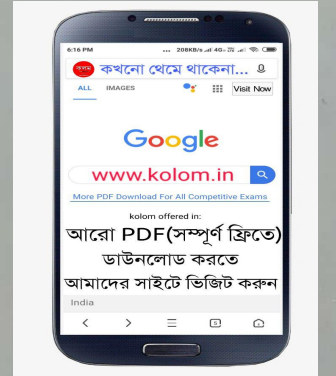 6:16 PM ... 208KB/s 4G+
কলম কখনো থেমে থাকেনা...
ALL IMAGES Visit Now
Google
www.kolom.in
More PDF Download For All Competitive Exams
kolom offered in:
আরো PDF(সম্পূর্ণ ফ্রিতে)
ডাউনলোড করতে
আমাদের সাইটে ভিজিট করুন
India